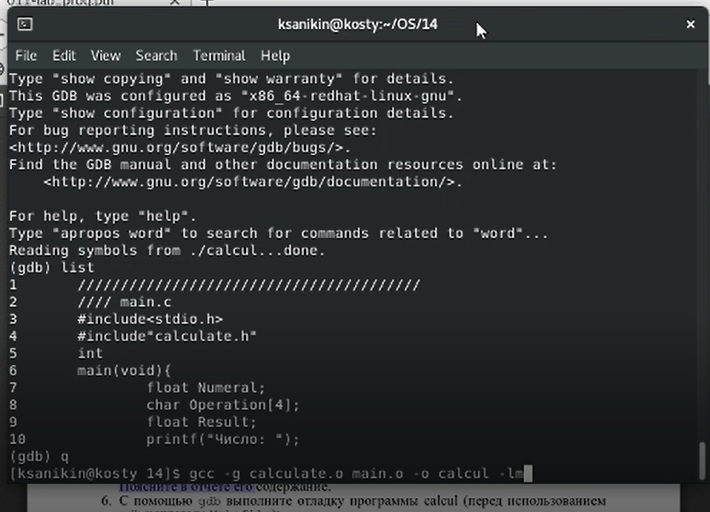 011-lab_prog.pdf
ksanikin@kosty:~/OS/14
File Edit View Search Terminal Help
Type "show copying" and "show warranty" for details.
This GDB was configured as "x86_64-redhat-linux-gnu".
Type "show configuration" for configuration details.
For bug reporting instructions, please see:
<http://www.gnu.org/software/gdb/bugs/>.
Find the GDB manual and other documentation resources online at:
<http://www.gnu.org/software/gdb/documentation/>.
For help, type "help".
Type "apropos word" to search for commands related to "word"...
Reading symbols from ./calcul...done.
(gdb) list
1 ////////////////////////////////////////
2 //// main.c
3 #include<stdio.h>
4 #include"calculate.h"
5 int
6 main(void){
7 float Numeral;
8 char Operation[4];
9 float Result;
10 printf("Число: ");
(gdb) q
[ksanikin@kosty 14]$ gcc -g calculate.o main.o -o calcul -lm
Поясните в отчёте его содержание.
6. С помощью gdb выполните отладку программы calcul (перед использованием